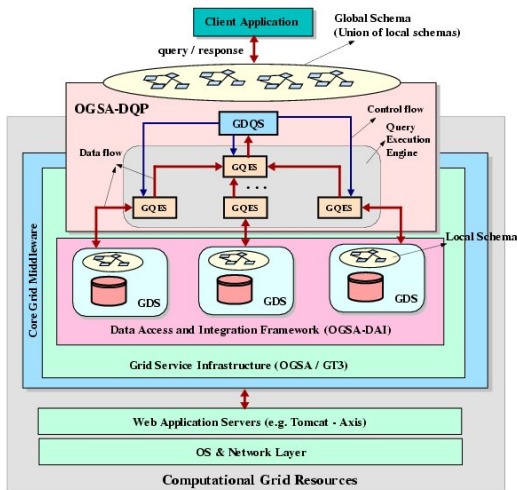 Client Application
Global Schema
(Union of local schemas)
query / response
OGSA-DQP
GDQS
Control flow
Query
Execution
Engine
Data flow
GQES
. . .
GQES
GQES
GQES
Local Schema
GDS
GDS
GDS
Core Grid Middleware
Data Access and Integration Framework (OGSA-DAI)
Grid Service Infrastructure (OGSA / GT3)
Web Application Servers (e.g. Tomcat - Axis)
OS & Network Layer
Computational Grid Resources